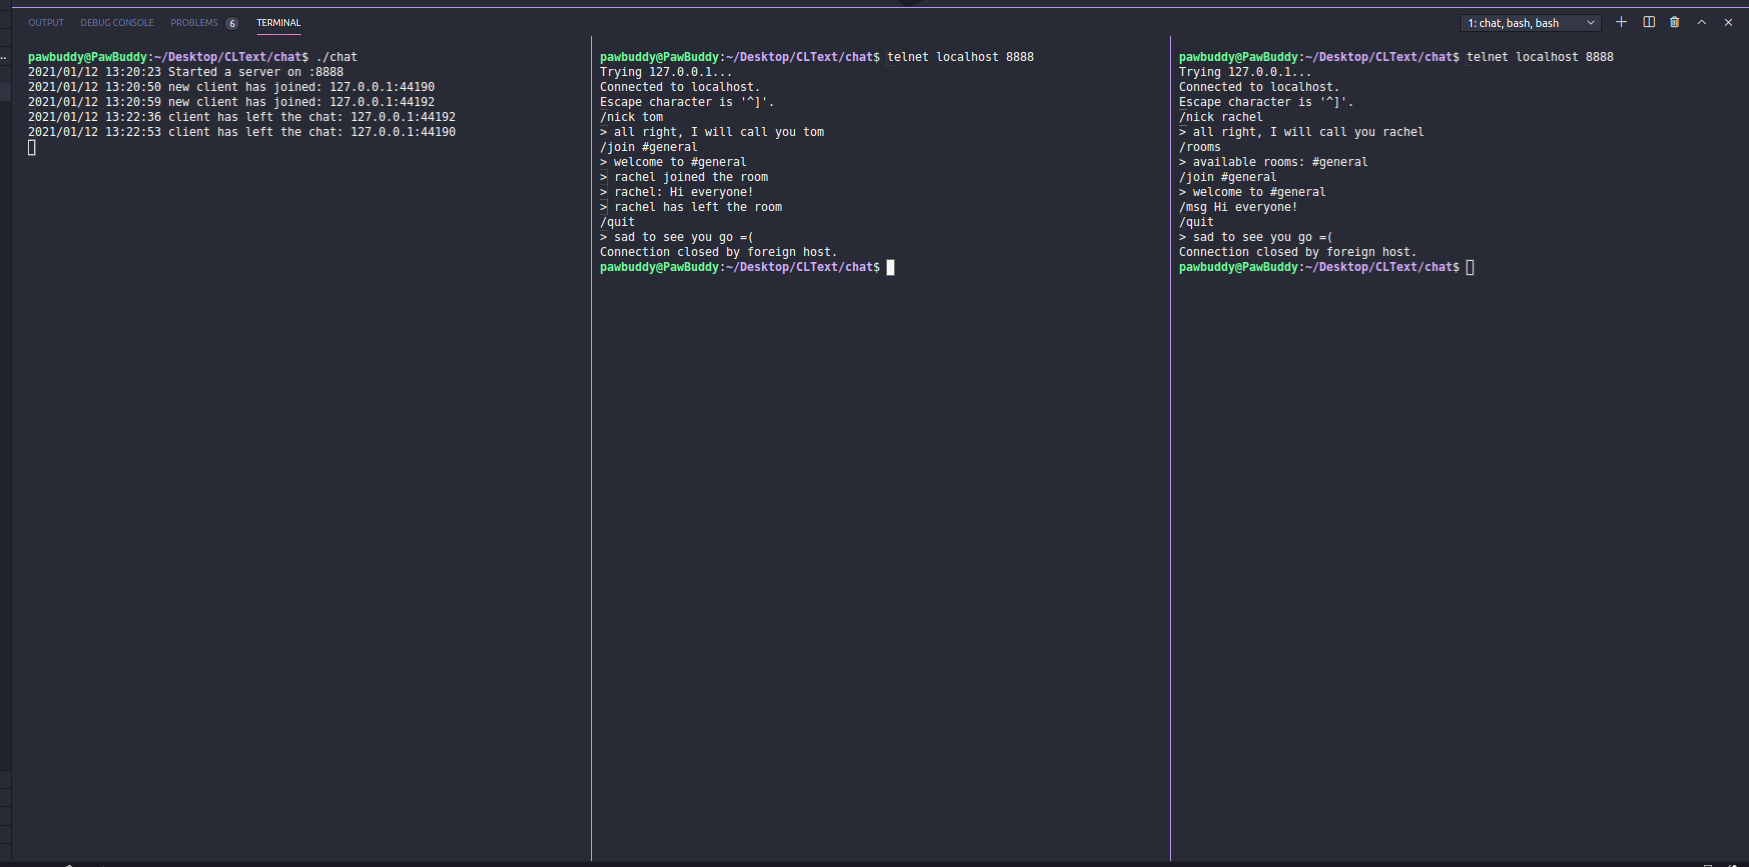 OUTPUT DEBUG CONSOLE PROBLEMS 6 TERMINAL
1: chat, bash, bash
pawbuddy@PawBuddy:~/Desktop/CLText/chat$ ./chat
2021/01/12 13:20:23 Started a server on :8888
2021/01/12 13:20:50 new client has joined: 127.0.0.1:44190
2021/01/12 13:20:59 new client has joined: 127.0.0.1:44192
2021/01/12 13:22:36 client has left the chat: 127.0.0.1:44192
2021/01/12 13:22:53 client has left the chat: 127.0.0.1:44190
pawbuddy@PawBuddy:~/Desktop/CLText/chat$ telnet localhost 8888
Trying 127.0.0.1...
Connected to localhost.
Escape character is '^]'.
/nick tom
> all right, I will call you tom
/join #general
> welcome to #general
> rachel joined the room
> rachel: Hi everyone!
> rachel has left the room
/quit
> sad to see you go =(
Connection closed by foreign host.
pawbuddy@PawBuddy:~/Desktop/CLText/chat$
pawbuddy@PawBuddy:~/Desktop/CLText/chat$ telnet localhost 8888
Trying 127.0.0.1...
Connected to localhost.
Escape character is '^]'.
/nick rachel
> all right, I will call you rachel
/rooms
> available rooms: #general
/join #general
> welcome to #general
/msg Hi everyone!
/quit
> sad to see you go =(
Connection closed by foreign host.
pawbuddy@PawBuddy:~/Desktop/CLText/chat$